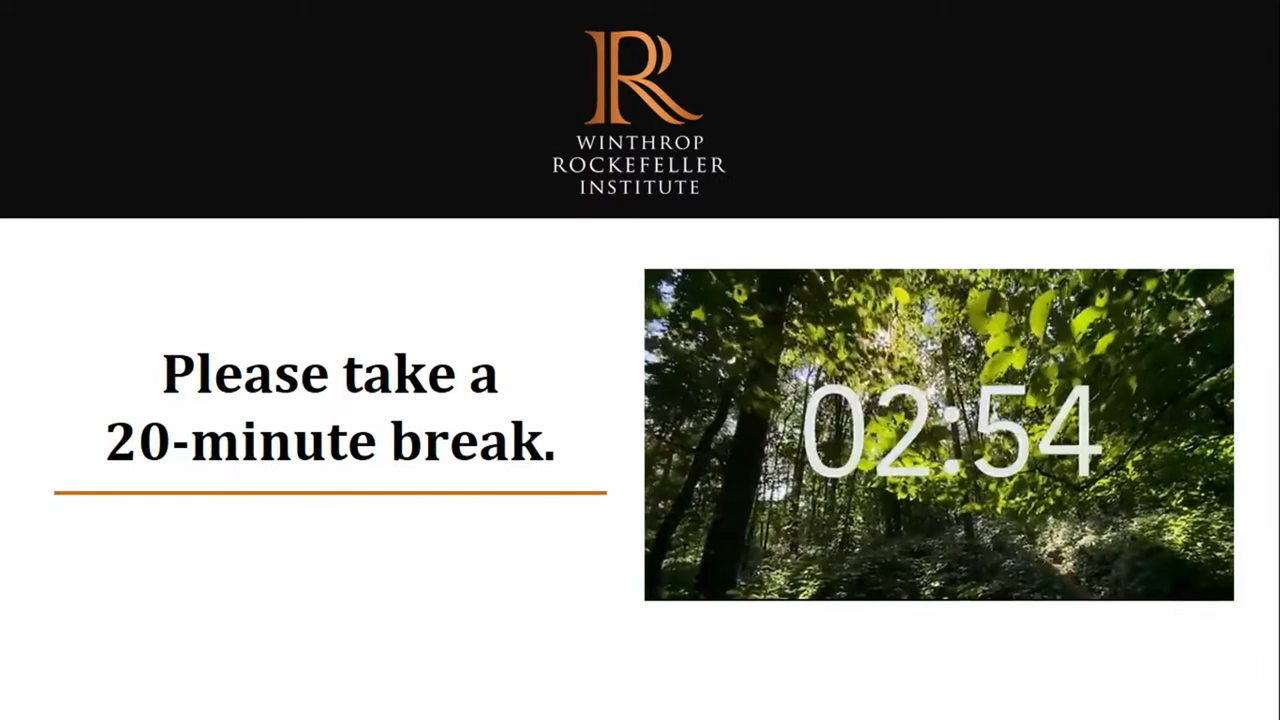 WINTHROP
ROCKEFELLER
INSTITUTE
Please take a
20-minute break.
02:54